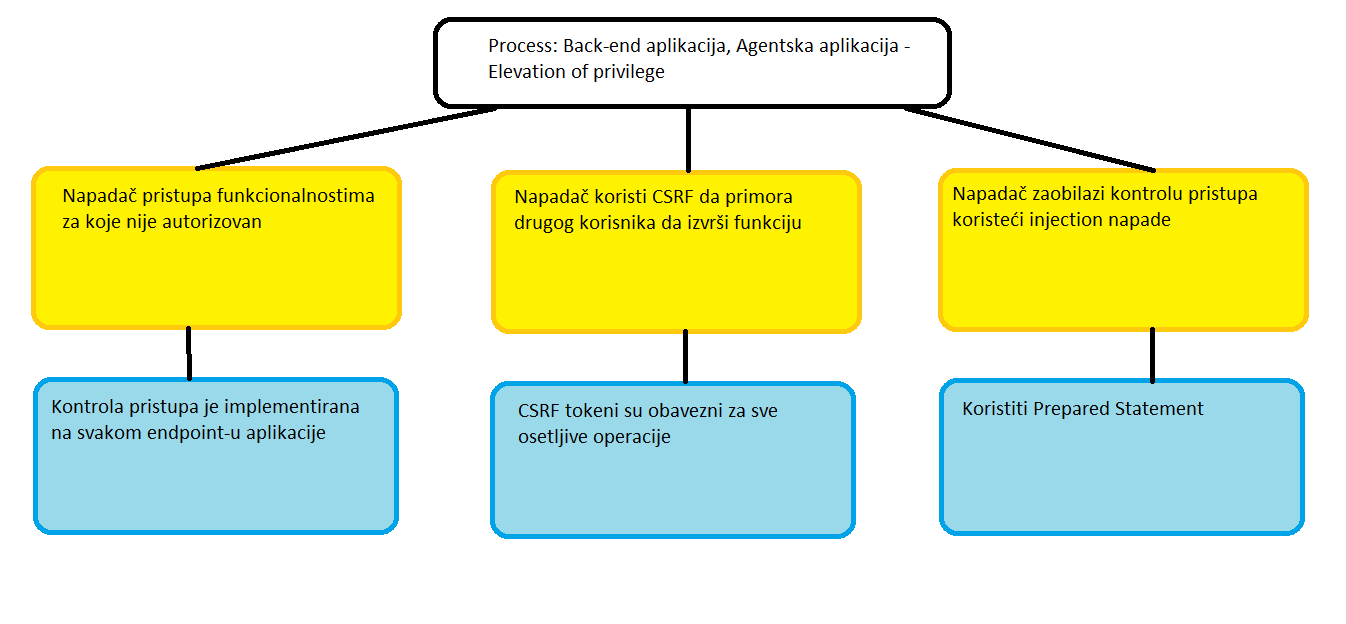 Process: Back-end aplikacija, Agentska aplikacija -
Elevation of privilege
Napadač pristupa funkcionalnostima
za koje nije autorizovan
Napadač koristi CSRF da primora
drugog korisnika da izvrši funkciju
Napadač zaobilazi kontrolu pristupa
koristeći injection napade
Kontrola pristupa je implementirana
na svakom endpoint-u aplikacije
CSRF tokeni su obavezni za sve
osetljive operacije
Koristiti Prepared Statement